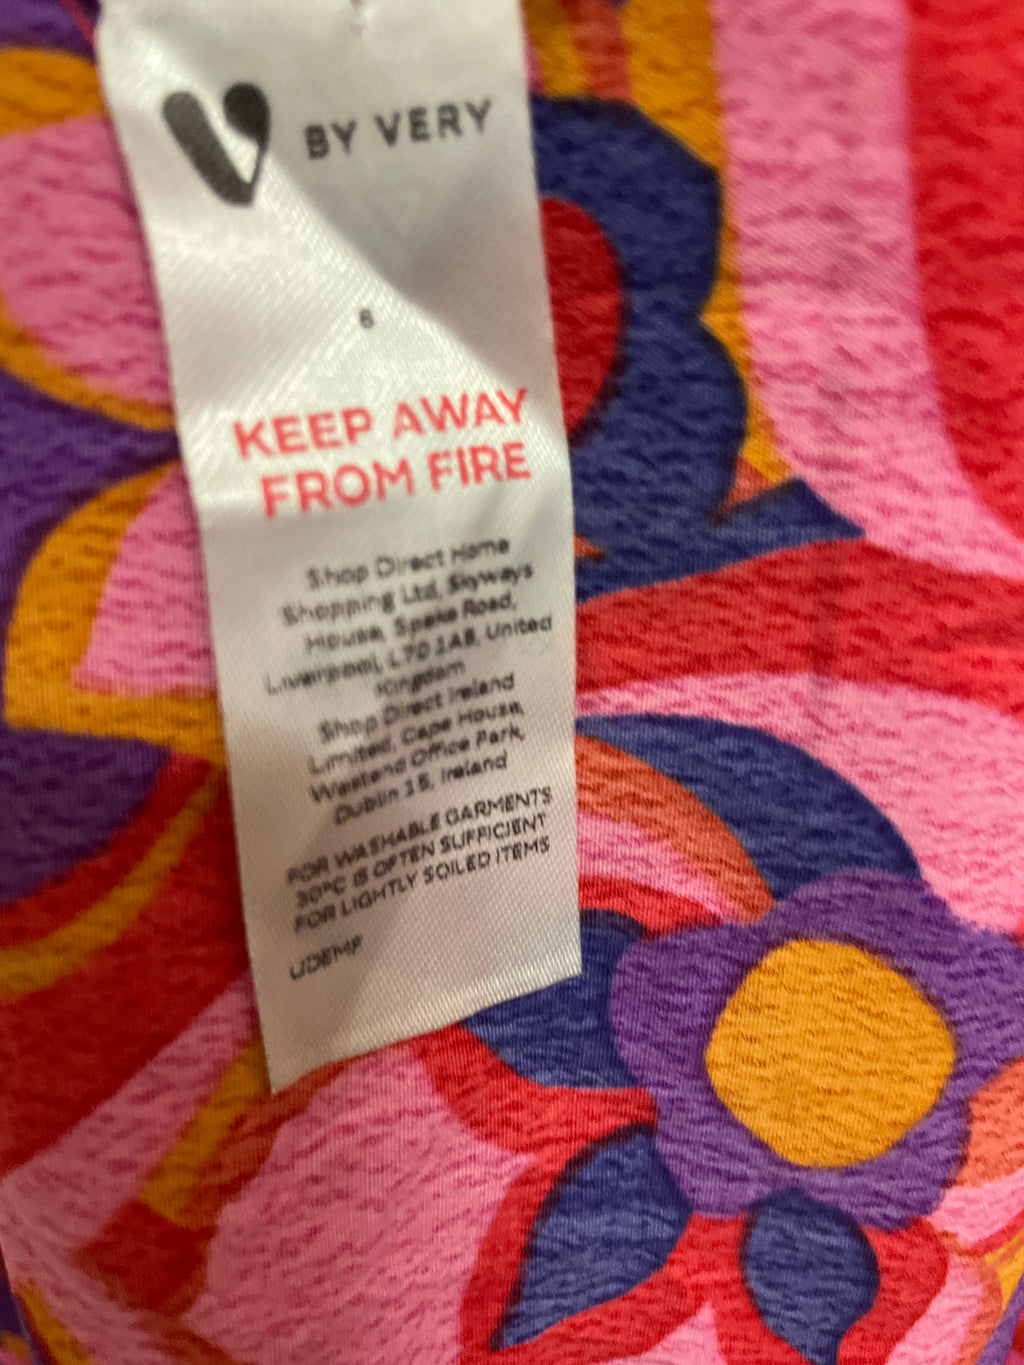 V BY VERY
6
KEEP AWAY
FROM FIRE
Shop Direct Home
Shopping Ltd, Skyways
House, Speke Road,
Liverpool, L70 1AB, United
Kingdom
Shop Direct Ireland
Limited, Cape House,
Westend Office Park,
Dublin 15, Ireland
FOR WASHABLE GARMENTS
30°C IS OFTEN SUFFICIENT
FOR LIGHTLY SOILED ITEMS